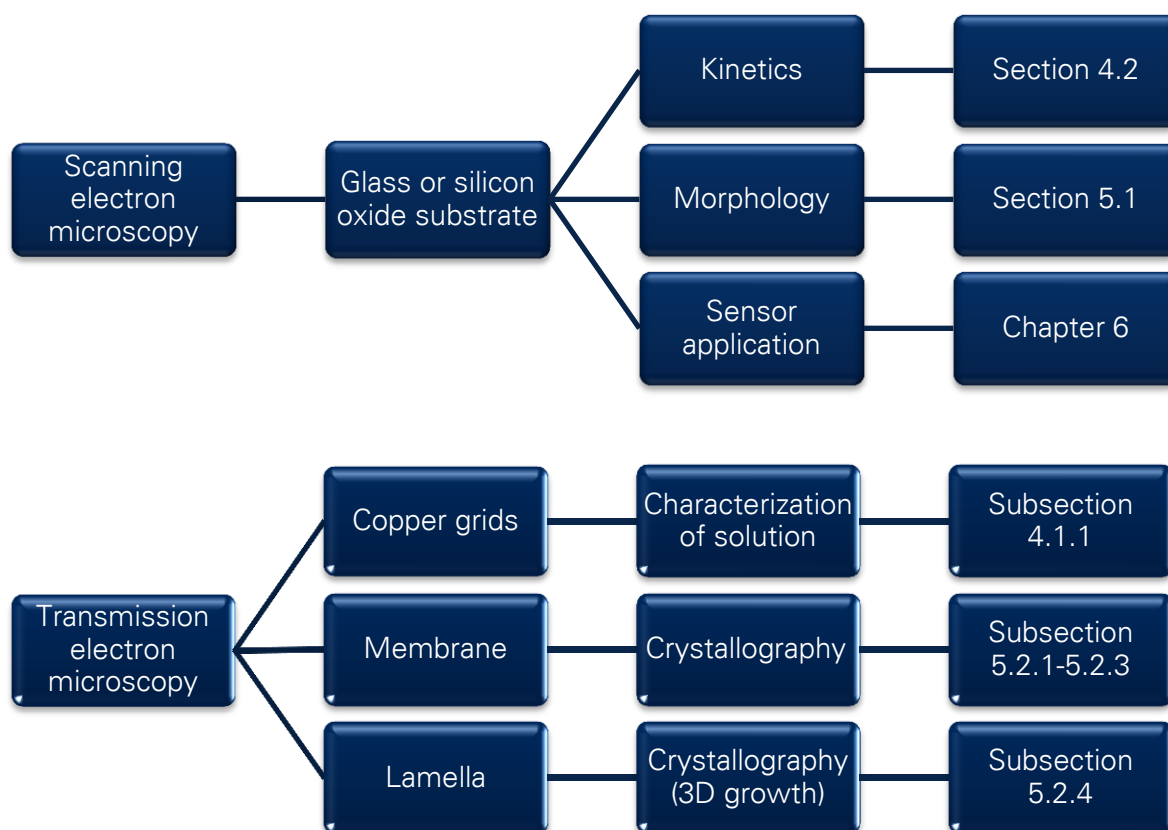 Kinetics
Section 4.2
Scanning
electron
microscopy
Glass or silicon
oxide substrate
Morphology
Section 5.1
Sensor
application
Chapter 6
Copper grids
Characterization
of solution
Subsection
4.1.1
Transmission
electron
microscopy
Membrane
Crystallography
Subsection
5.2.1-5.2.3
Lamella
Crystallography
(3D growth)
Subsection
5.2.4